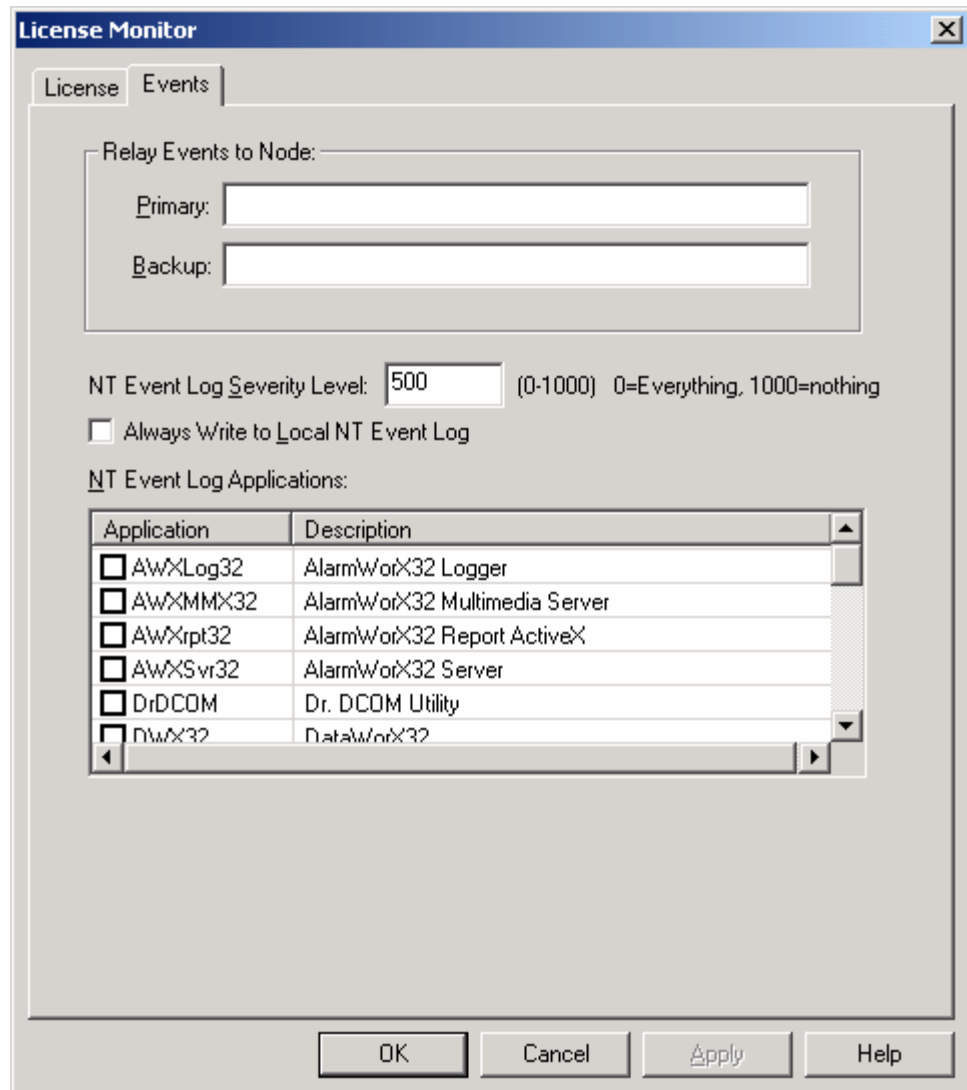 License Monitor
License Events
Relay Events to Node:
Primary:
Backup:
NT Event Log Severity Level: 500 (0-1000) 0=Everything, 1000=nothing
Always Write to Local NT Event Log
NT Event Log Applications:
Application Description
AWXLog32 AlarmWorX32 Logger
AWXMMX32 AlarmWorX32 Multimedia Server
AWXrpt32 AlarmWorX32 Report ActiveX
AWXSvr32 AlarmWorX32 Server
DrDCOM Dr. DCOM Utility
DWX32 DataWorX32
OK Cancel Apply Help